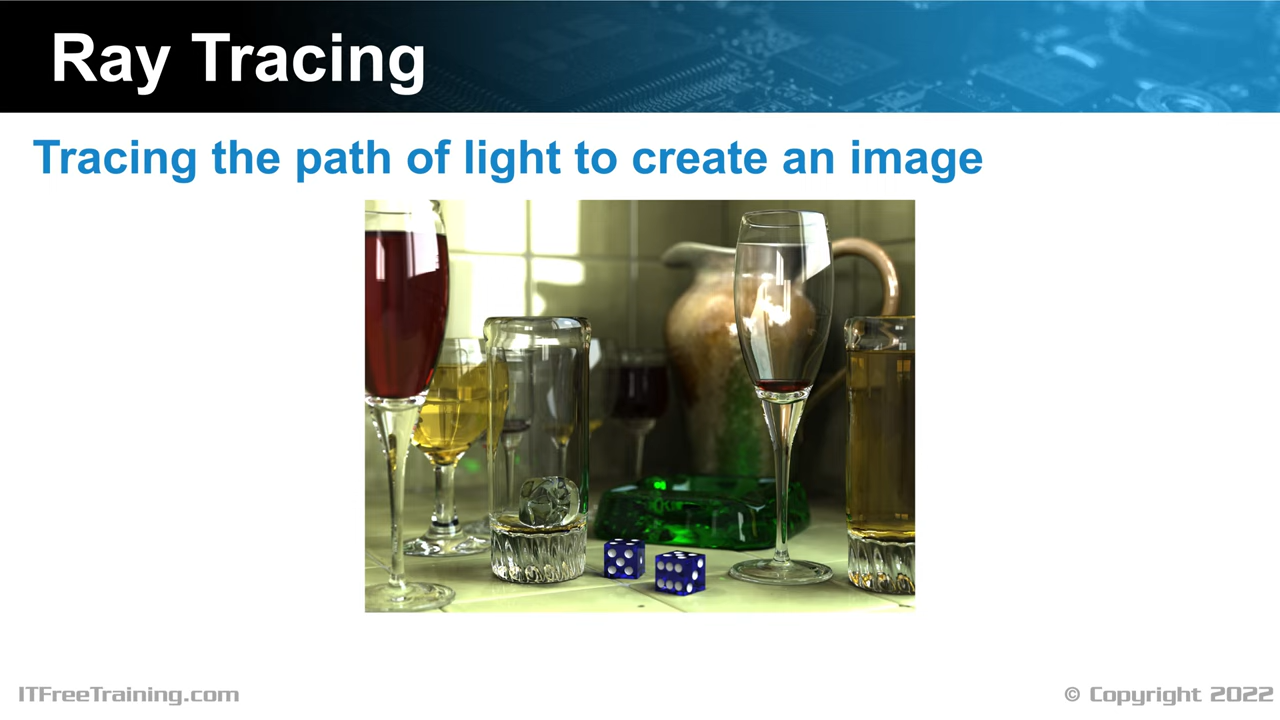 Ray Tracing
Tracing the path of light to create an image
ITFreeTraining.com
© Copyright 2022